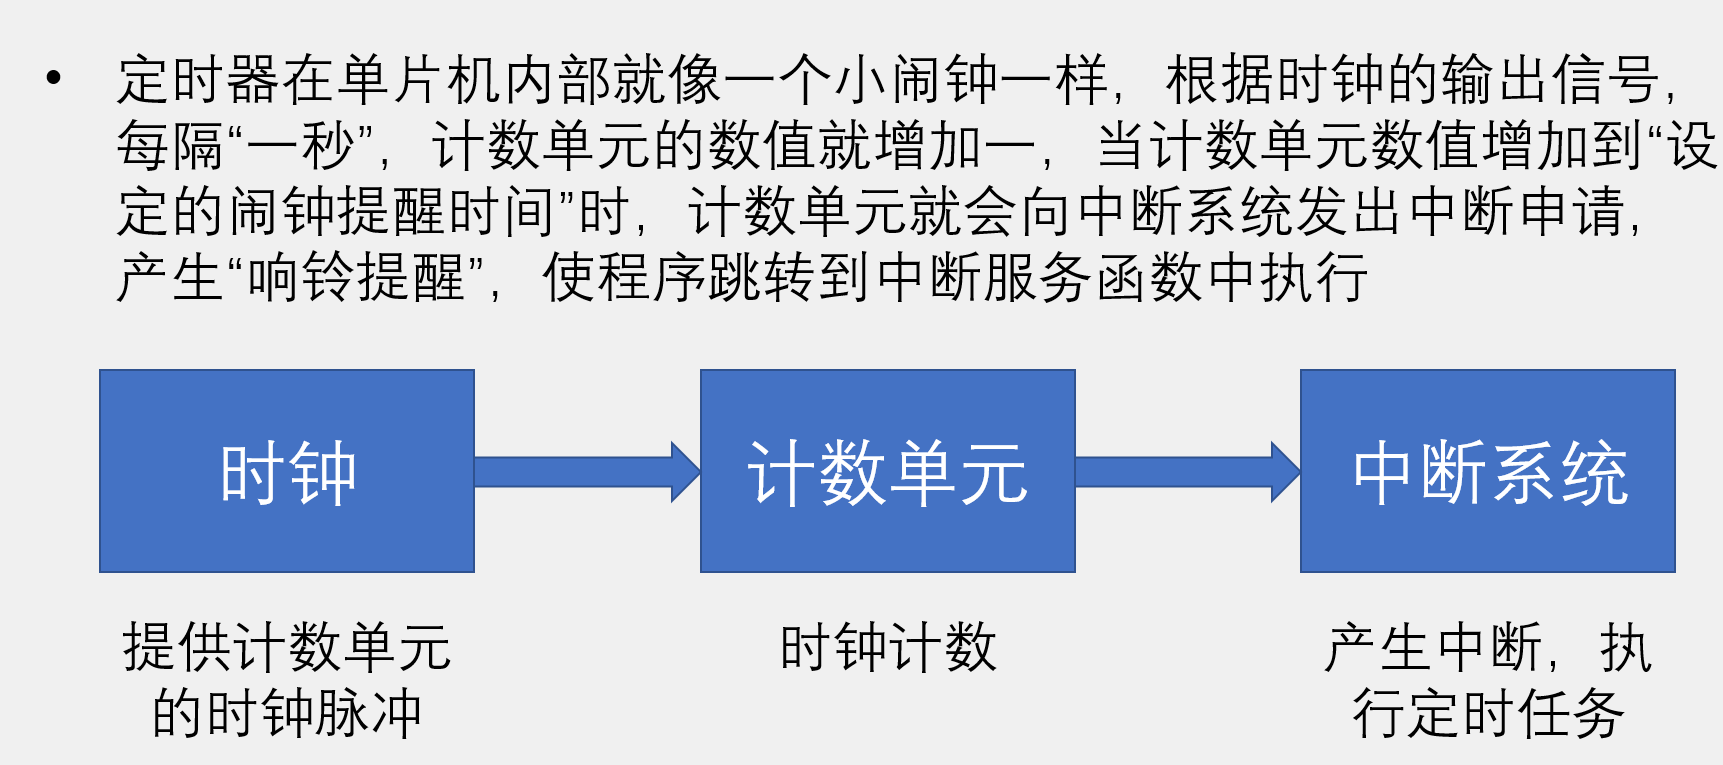 • 定时器在单片机内部就像一个小闹钟一样，根据时钟的输出信号，
每隔“一秒”，计数单元的数值就增加一，当计数单元数值增加到“设
定的闹钟提醒时间”时，计数单元就会向中断系统发出中断申请，
产生“响铃提醒”，使程序跳转到中断服务函数中执行
时钟
计数单元
中断系统
提供计数单元
的时钟脉冲
时钟计数
产生中断，执
行定时任务